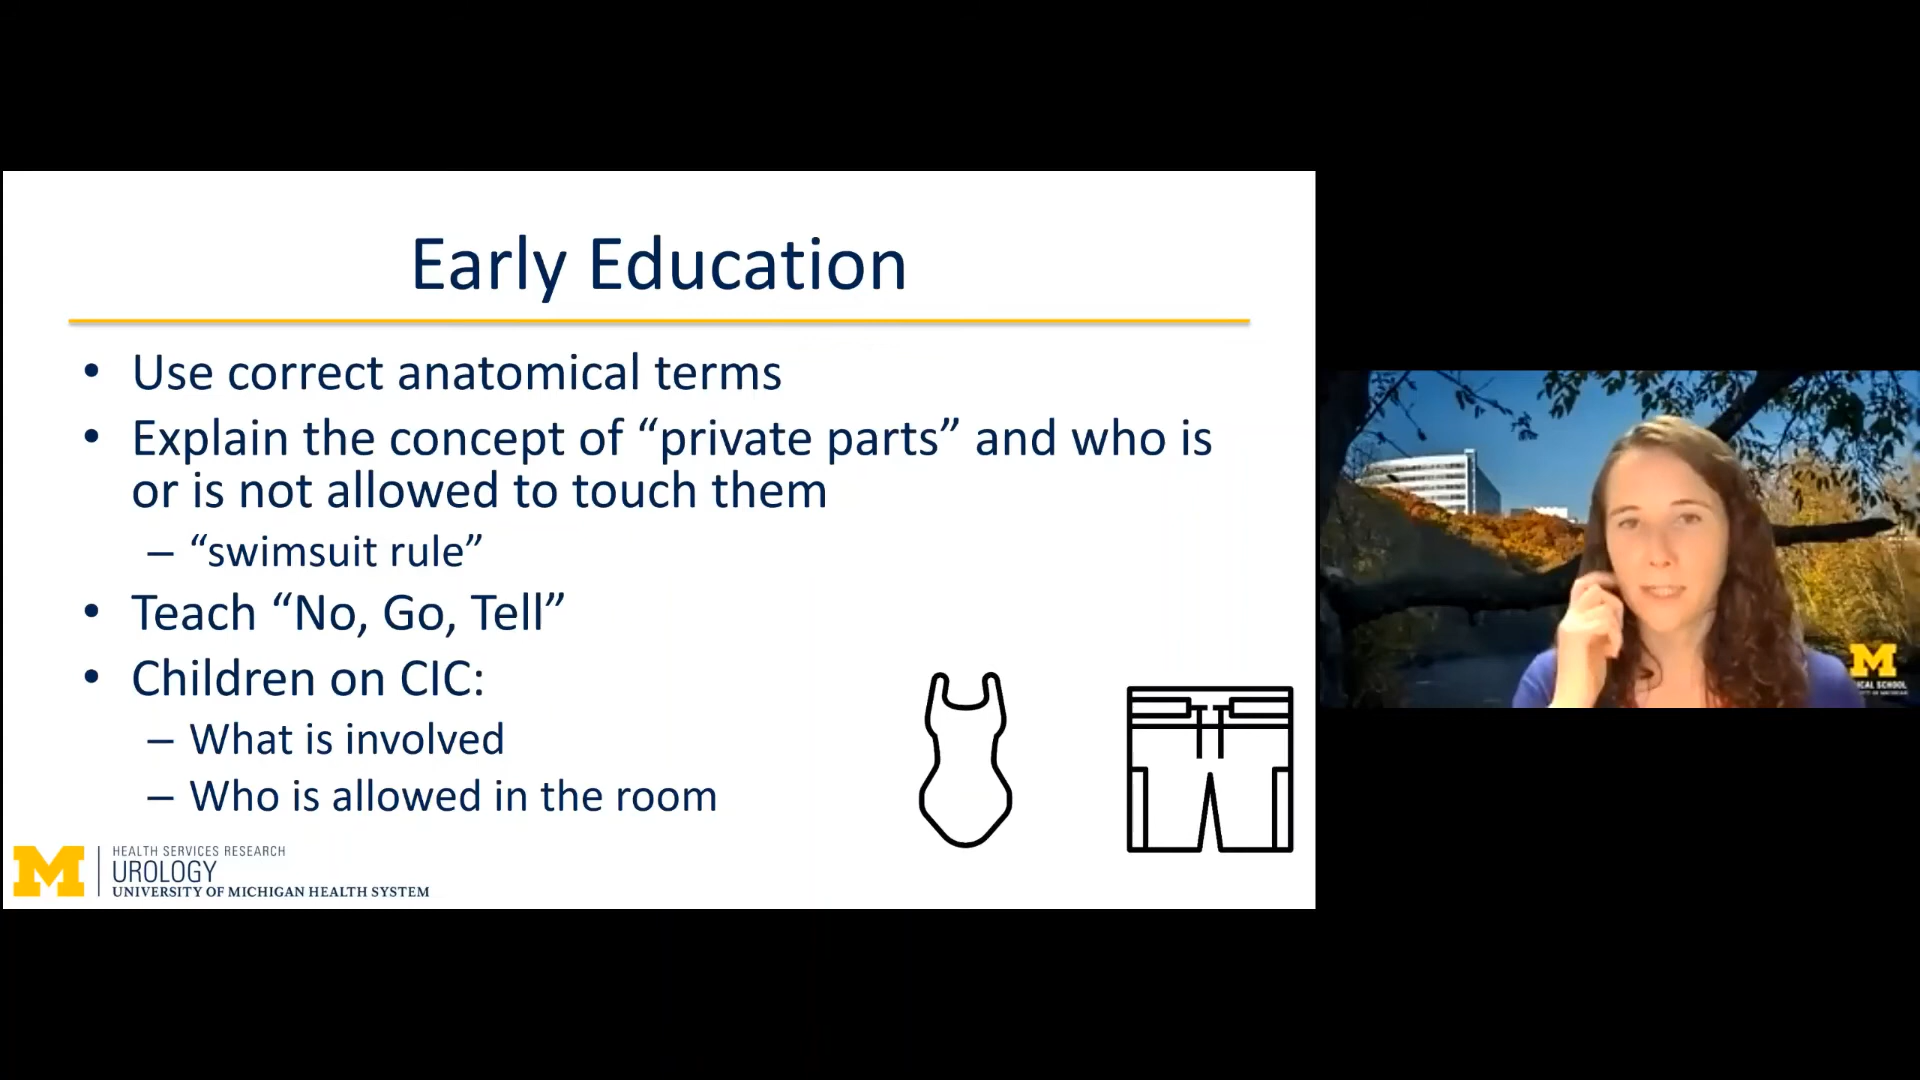 Early Education
• Use correct anatomical terms
• Explain the concept of “private parts” and who is
or is not allowed to touch them
– “swimsuit rule”
• Teach “No, Go, Tell”
• Children on CIC:
– What is involved
– Who is allowed in the room
M
HEALTH SERVICES RESEARCH
UROLOGY
UNIVERSITY OF MICHIGAN HEALTH SYSTEM
M
ICAL SCHOOL